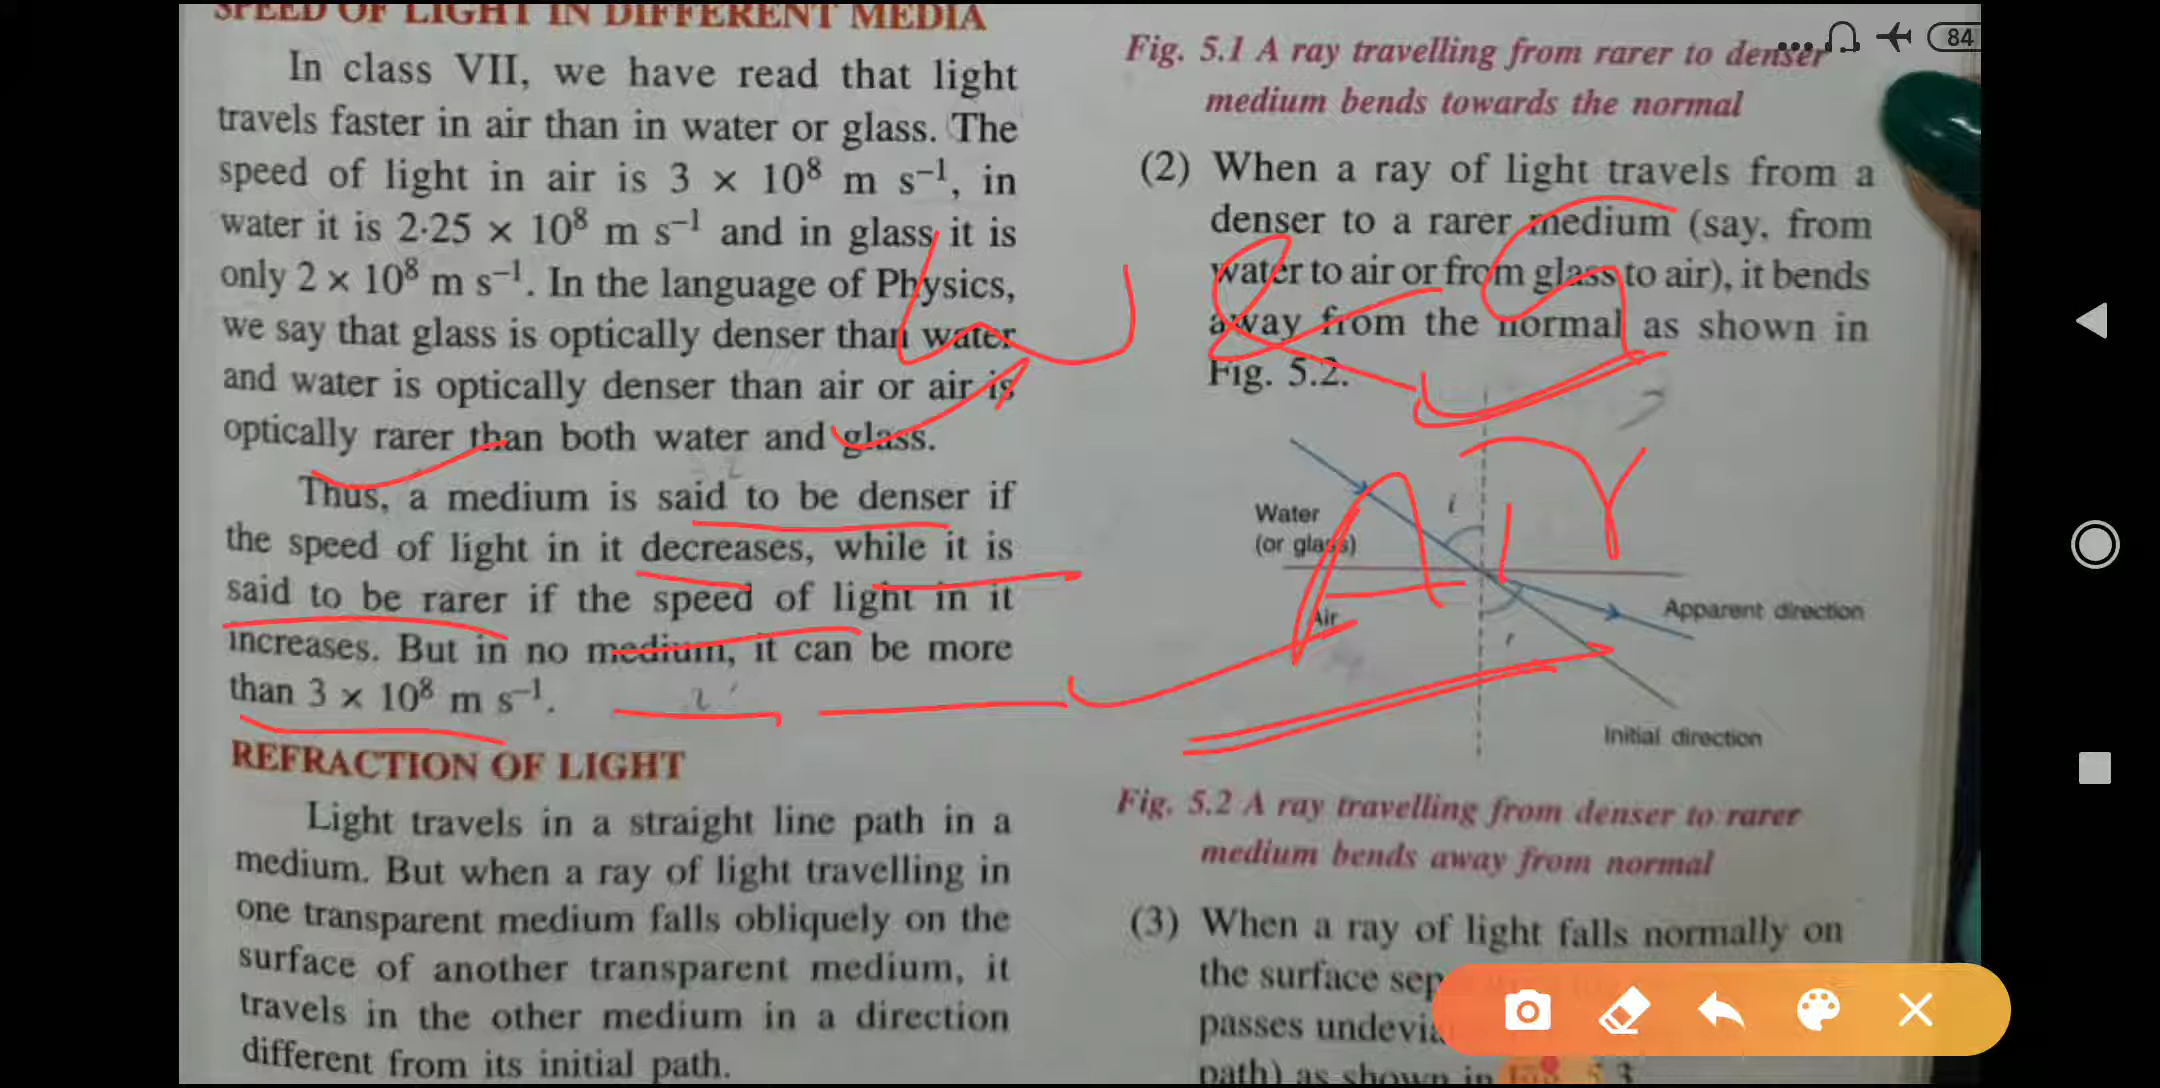 SPEED OF LIGHT IN DIFFERENT MEDIA
In class VII, we have read that light
travels faster in air than in water or glass. The
speed of light in air is 3 × 10⁸ m s⁻¹, in
water it is 2·25 × 10⁸ m s⁻¹ and in glass it is
only 2 × 10⁸ m s⁻¹. In the language of Physics,
we say that glass is optically denser than water
and water is optically denser than air or air is
optically rarer than both water and glass.
Thus, a medium is said to be denser if
the speed of light in it decreases, while it is
said to be rarer if the speed of light in it
increases. But in no medium, it can be more
than 3 × 10⁸ m s⁻¹.
REFRACTION OF LIGHT
Light travels in a straight line path in a
medium. But when a ray of light travelling in
one transparent medium falls obliquely on the
surface of another transparent medium, it
travels in the other medium in a direction
different from its initial path.
84
Fig. 5.1 A ray travelling from rarer to denser
medium bends towards the normal
(2) When a ray of light travels from a
denser to a rarer medium (say, from
water to air or from glass to air), it bends
away from the normal as shown in
Fig. 5.2.
i
Water
(or glass)
AIr
Air
Apparent direction
r
Initial direction
Fig. 5.2 A ray travelling from denser to rarer
medium bends away from normal
(3) When a ray of light falls normally on
the surface
passes
path) as shown in